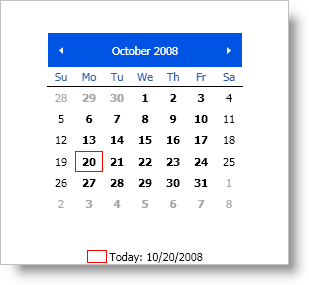 October 2008
Su Mo Tu We Th Fr Sa
28 29 30 1 2 3 4
5 6 7 8 9 10 11
12 13 14 15 16 17 18
19 20 21 22 23 24 25
26 27 28 29 30 31 1
2 3 4 5 6 7 8
Today: 10/20/2008